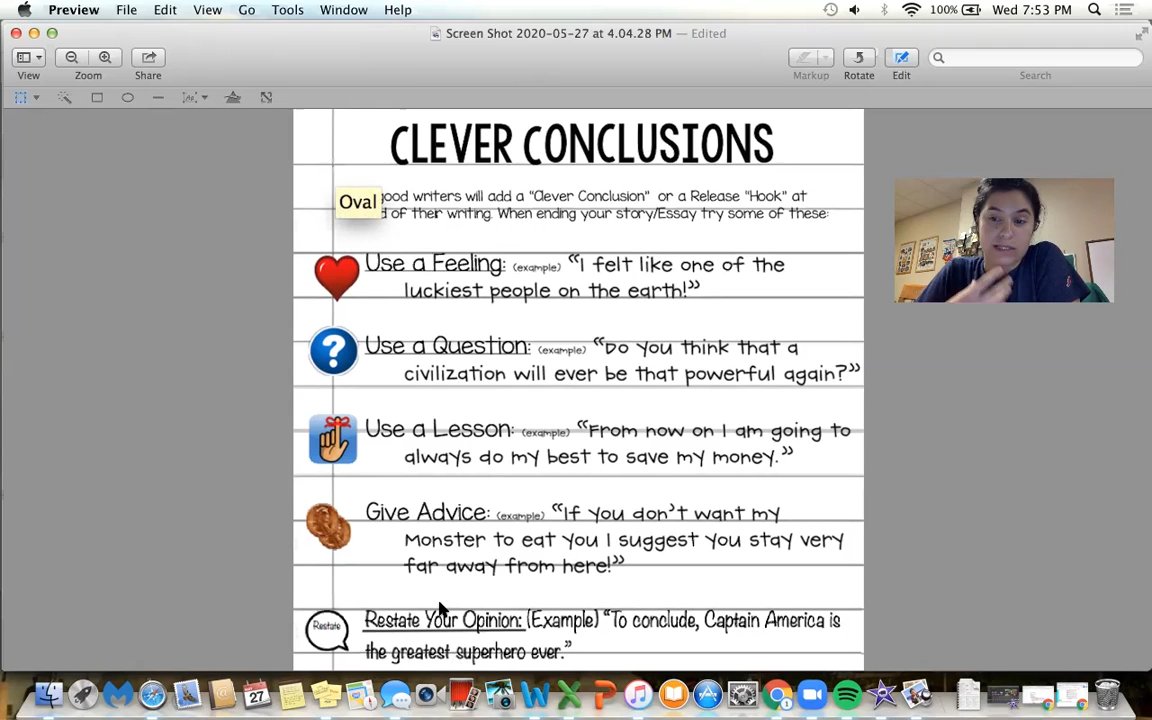 Preview File Edit View Go Tools Window Help 100% Wed 7:53 PM
Screen Shot 2020-05-27 at 4.04.28 PM — Edited
View Zoom Share Markup Rotate Edit Search
CLEVER CONCLUSIONS
good writers will add a "Clever Conclusion" or a Release "Hook" at
of their writing. When ending your story/Essay try some of these:
Oval
Use a Feeling: (example) "I felt like one of the
luckiest people on the earth!"
Use a Question: (example) "Do you think that a
civilization will ever be that powerful again?"
Use a Lesson: (example) "From now on I am going to
always do my best to save my money."
Give Advice: (example) "If you don't want my
Monster to eat you I suggest you stay very
far away from here!"
Restate
Restate Your Opinion: (Example) "To conclude, Captain America is
the greatest superhero ever."
27